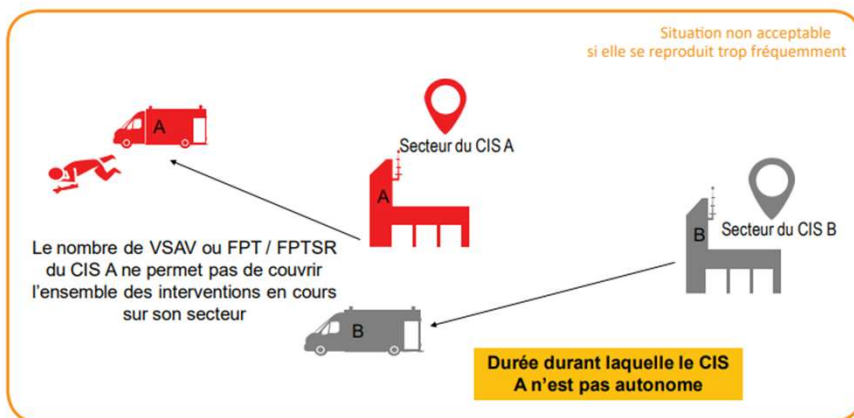 Situation non acceptable
si elle se reproduit trop fréquemment
A
Secteur du CIS A
A
Secteur du CIS B
B
Le nombre de VSAV ou FPT / FPTSR
du CIS A ne permet pas de couvrir
l'ensemble des interventions en cours
sur son secteur
B
Durée durant laquelle le CIS
A n'est pas autonome